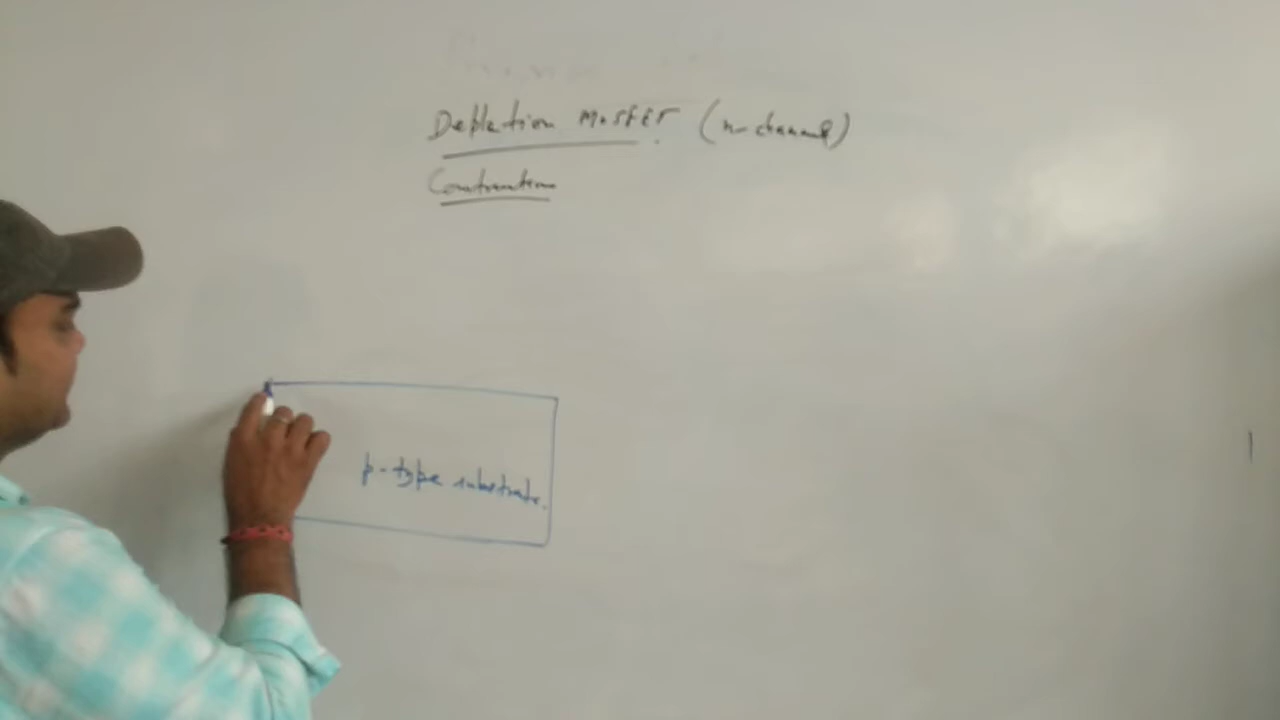 Depletion MOSFET (n-channel)
Construction
p-type substrate.